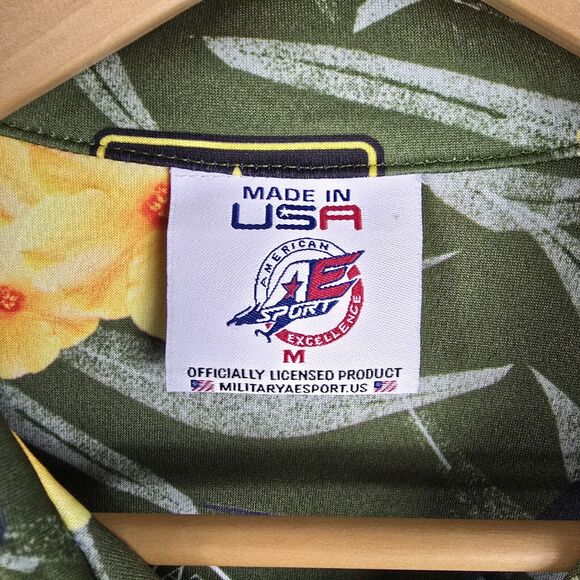 MADE IN
USA
AMERICAN
AE
SPORT
EXCELLENCE
M
OFFICIALLY LICENSED PRODUCT
MILITARYAESPORT.US